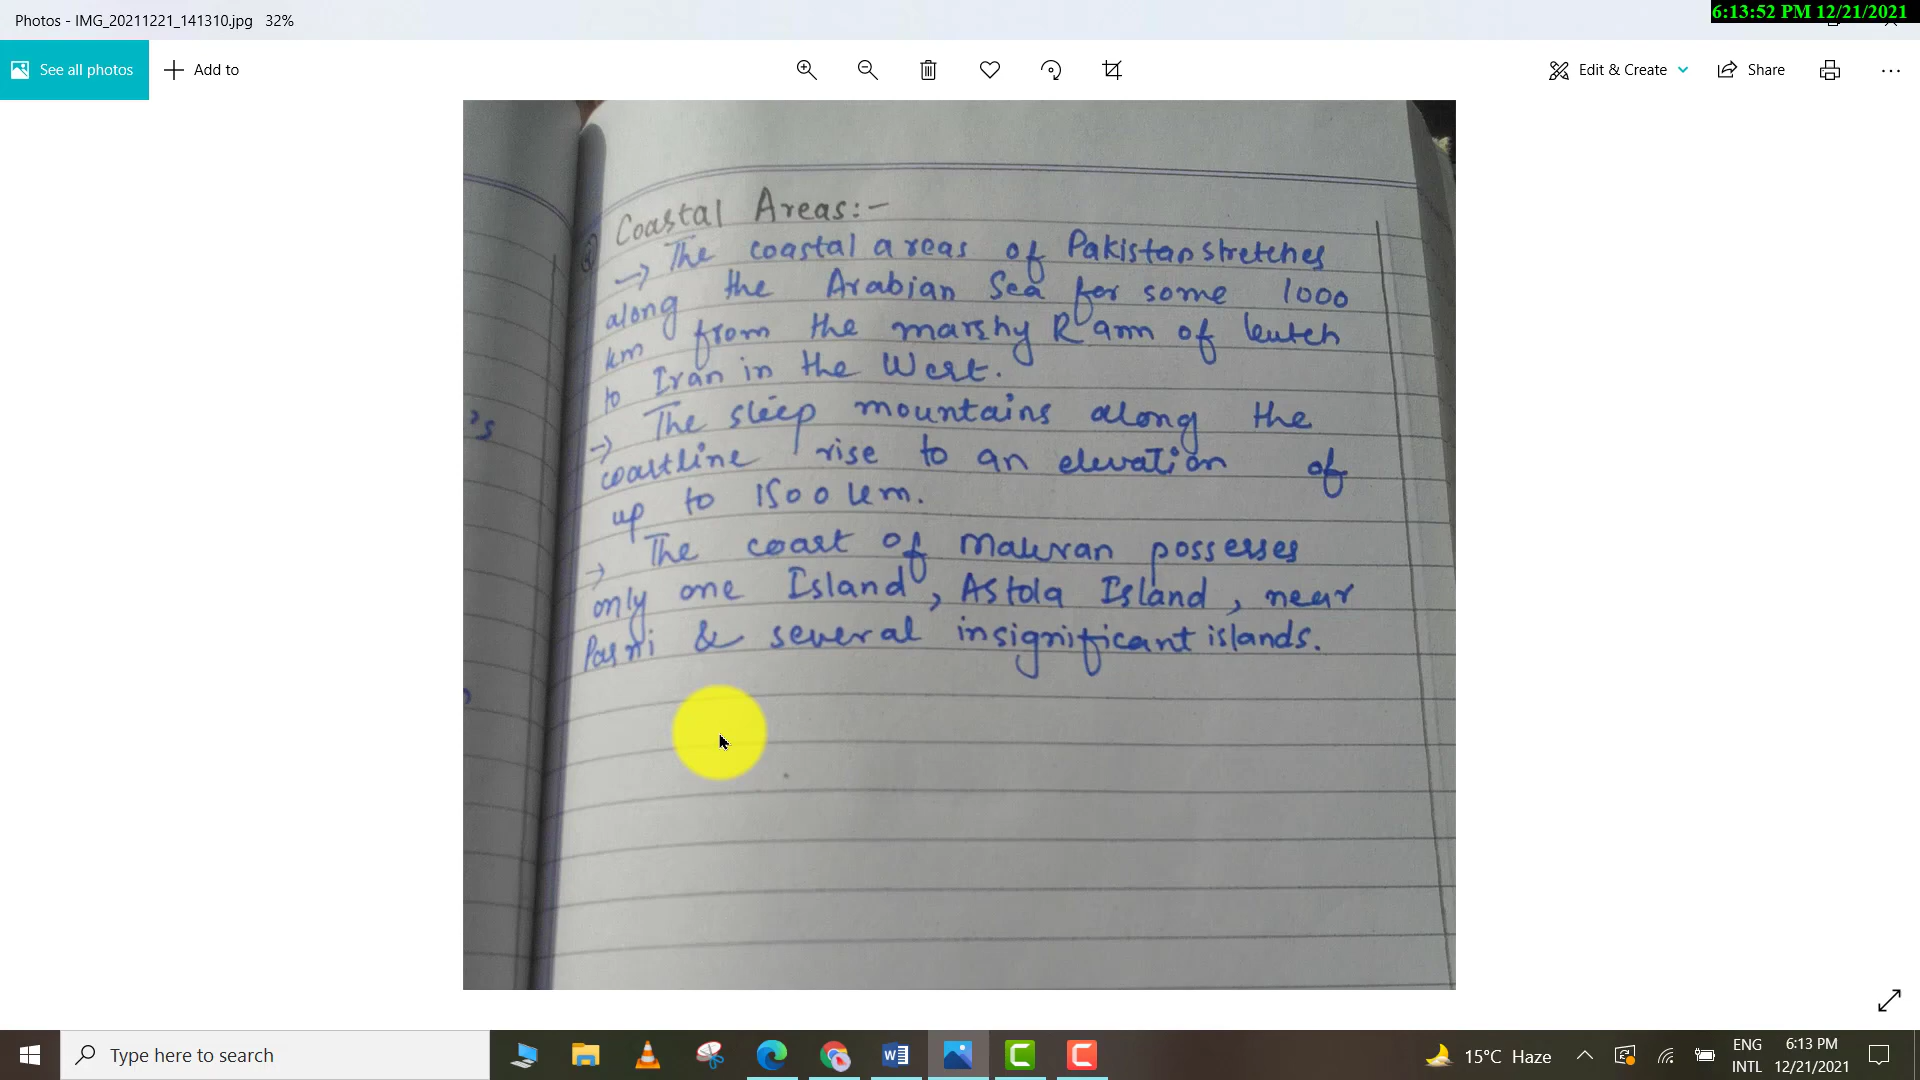 Photos - IMG_20211221_141310.jpg   32%
6:13:52 PM 12/21/2021
See all photos
Add to
Edit & Create
Share
Coastal Areas:-
→ The coastal areas of Pakistan stretches
along the Arabian Sea for some 1000
km from the marshy Rann of kutch
to Iran in the West.
→ The steep mountains along the
coastline rise to an elevation of
up to 1500 km.
→ The coast of Makran possesses
only one Island, Astola Island, near
Pasni & several insignificant islands.
's
Type here to search
15°C Haze
ENG
INTL
6:13 PM
12/21/2021